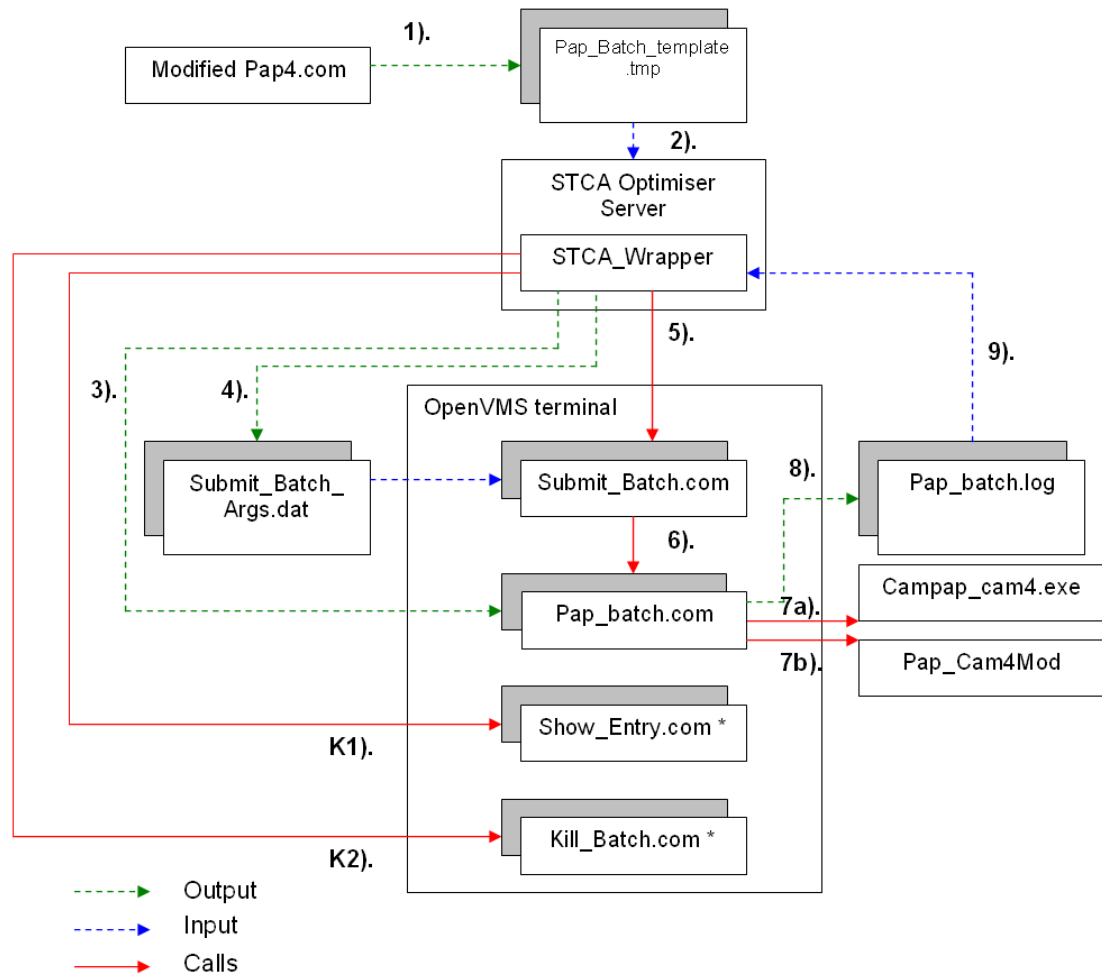 1).
Modified Pap4.com
Pap_Batch_template
.tmp
2).
STCA Optimiser
Server
STCA_Wrapper
5).
9).
3).
4).
OpenVMS terminal
Submit_Batch_
Args.dat
Submit_Batch.com
8).
Pap_batch.log
6).
Pap_batch.com
7a).
Campap_cam4.exe
7b).
Pap_Cam4Mod
Show_Entry.com *
K1).
Kill_Batch.com *
K2).
Output
Input
Calls